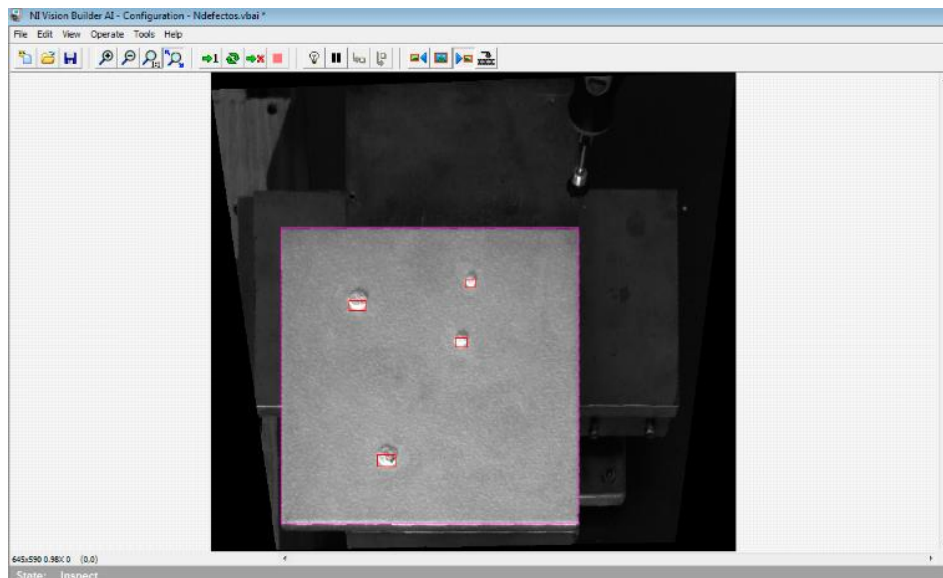 NI Vision Builder AI - Configuration - Ndefectos.vbai *
File Edit View Operate Tools Help
645x590 0.98X 0 (0,0)
State: Inspect